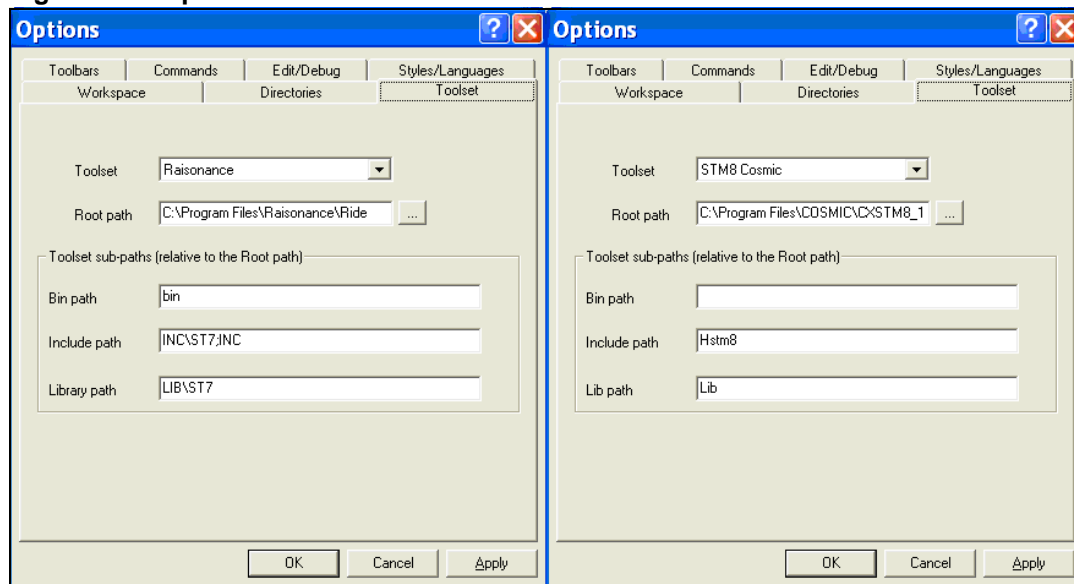 Options
Toolbars Commands Edit/Debug Styles/Languages
Workspace Directories Toolset
Toolset Raisonance
Root path C:\Program Files\Raisonance\Ride ...
Toolset sub-paths (relative to the Root path)
Bin path bin
Include path INC\ST7;INC
Library path LIB\ST7
OK Cancel Apply
Options
Toolbars Commands Edit/Debug Styles/Languages
Workspace Directories Toolset
Toolset STM8 Cosmic
Root path C:\Program Files\COSMIC\CXSTM8_1 ...
Toolset sub-paths (relative to the Root path)
Bin path
Include path Hstm8
Lib path Lib
OK Cancel Apply